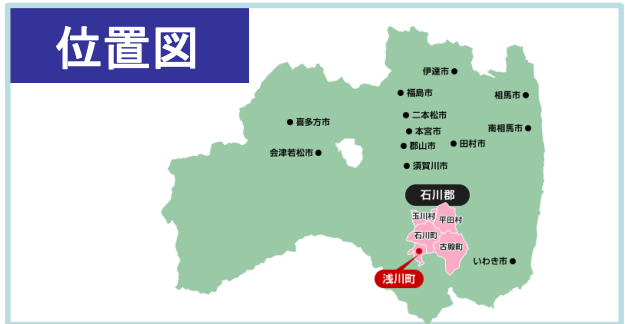 位置図
伊達市
福島市
相馬市
二本松市
喜多方市
本宮市
南相馬市
郡山市
田村市
会津若松市
須賀川市
石川郡
玉川村
平田村
石川町
古殿町
いわき市
浅川町